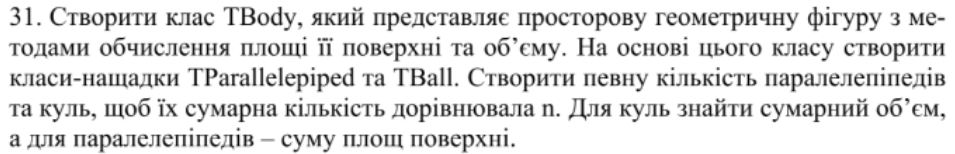 31. Створити клас TBody, який представляє просторову геометричну фігуру з ме-
тодами обчислення площі її поверхні та об’єму. На основі цього класу створити
класи-нащадки TParallelepiped та TBall. Створити певну кількість паралелепіпедів
та куль, щоб їх сумарна кількість дорівнювала n. Для куль знайти сумарний об’єм,
а для паралелепіпедів – суму площ поверхні.